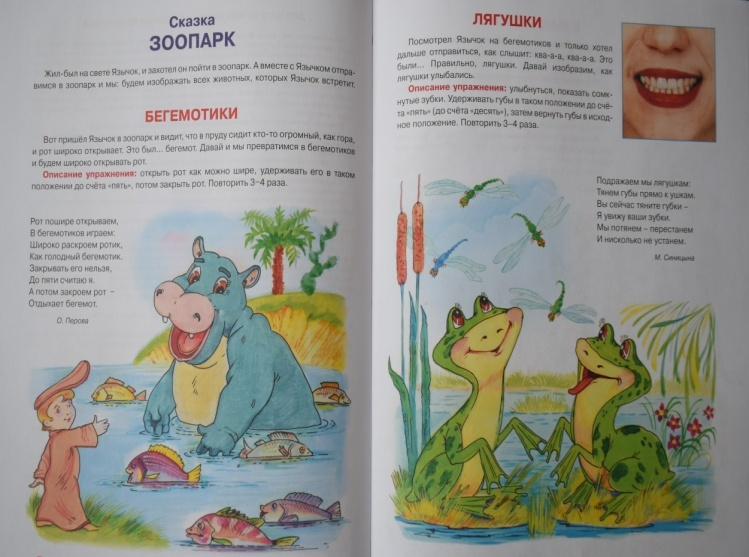 Сказка
ЗООПАРК
Жил-был на свете Язычок, и захотел он пойти в зоопарк. А вместе с Язычком отпра-
вимся в зоопарк и мы: будем изображать всех животных, которых Язычок встретит.
БЕГЕМОТИКИ
Вот пришёл Язычок в зоопарк и видит, что в пруду сидит кто-то огромный, как гора,
и рот широко открывает. Это был... бегемот. Давай и мы превратимся в бегемотиков
и будем широко открывать рот.
Описание упражнения: открыть рот как можно шире, удерживать его в таком
положении до счёта «пять», потом закрыть рот. Повторить 3–4 раза.
Рот пошире открываем,
В бегемотиков играем:
Широко раскроем ротик,
Как голодный бегемотик.
Закрывать его нельзя,
До пяти считаю я.
А потом закроем рот –
Отдыхает бегемот.
О. Перова
ЛЯГУШКИ
Посмотрел Язычок на бегемотиков и только хотел
дальше отправиться, как слышит: ква-а-а, ква-а-а. Это
были... Правильно, лягушки. Давай изобразим, как
лягушки улыбались.
Описание упражнения: улыбнуться, показать сомк-
нутые зубки. Удерживать губы в таком положении до счё-
та «пять» (до счёта «десять»), затем вернуть губы в исход-
ное положение. Повторить 3–4 раза.
Подражаем мы лягушкам:
Тянем губы прямо к ушкам.
Вы сейчас тяните губки –
Я увижу ваши зубки.
Мы потянем – перестанем
И нисколько не устанем.
М. Синицына